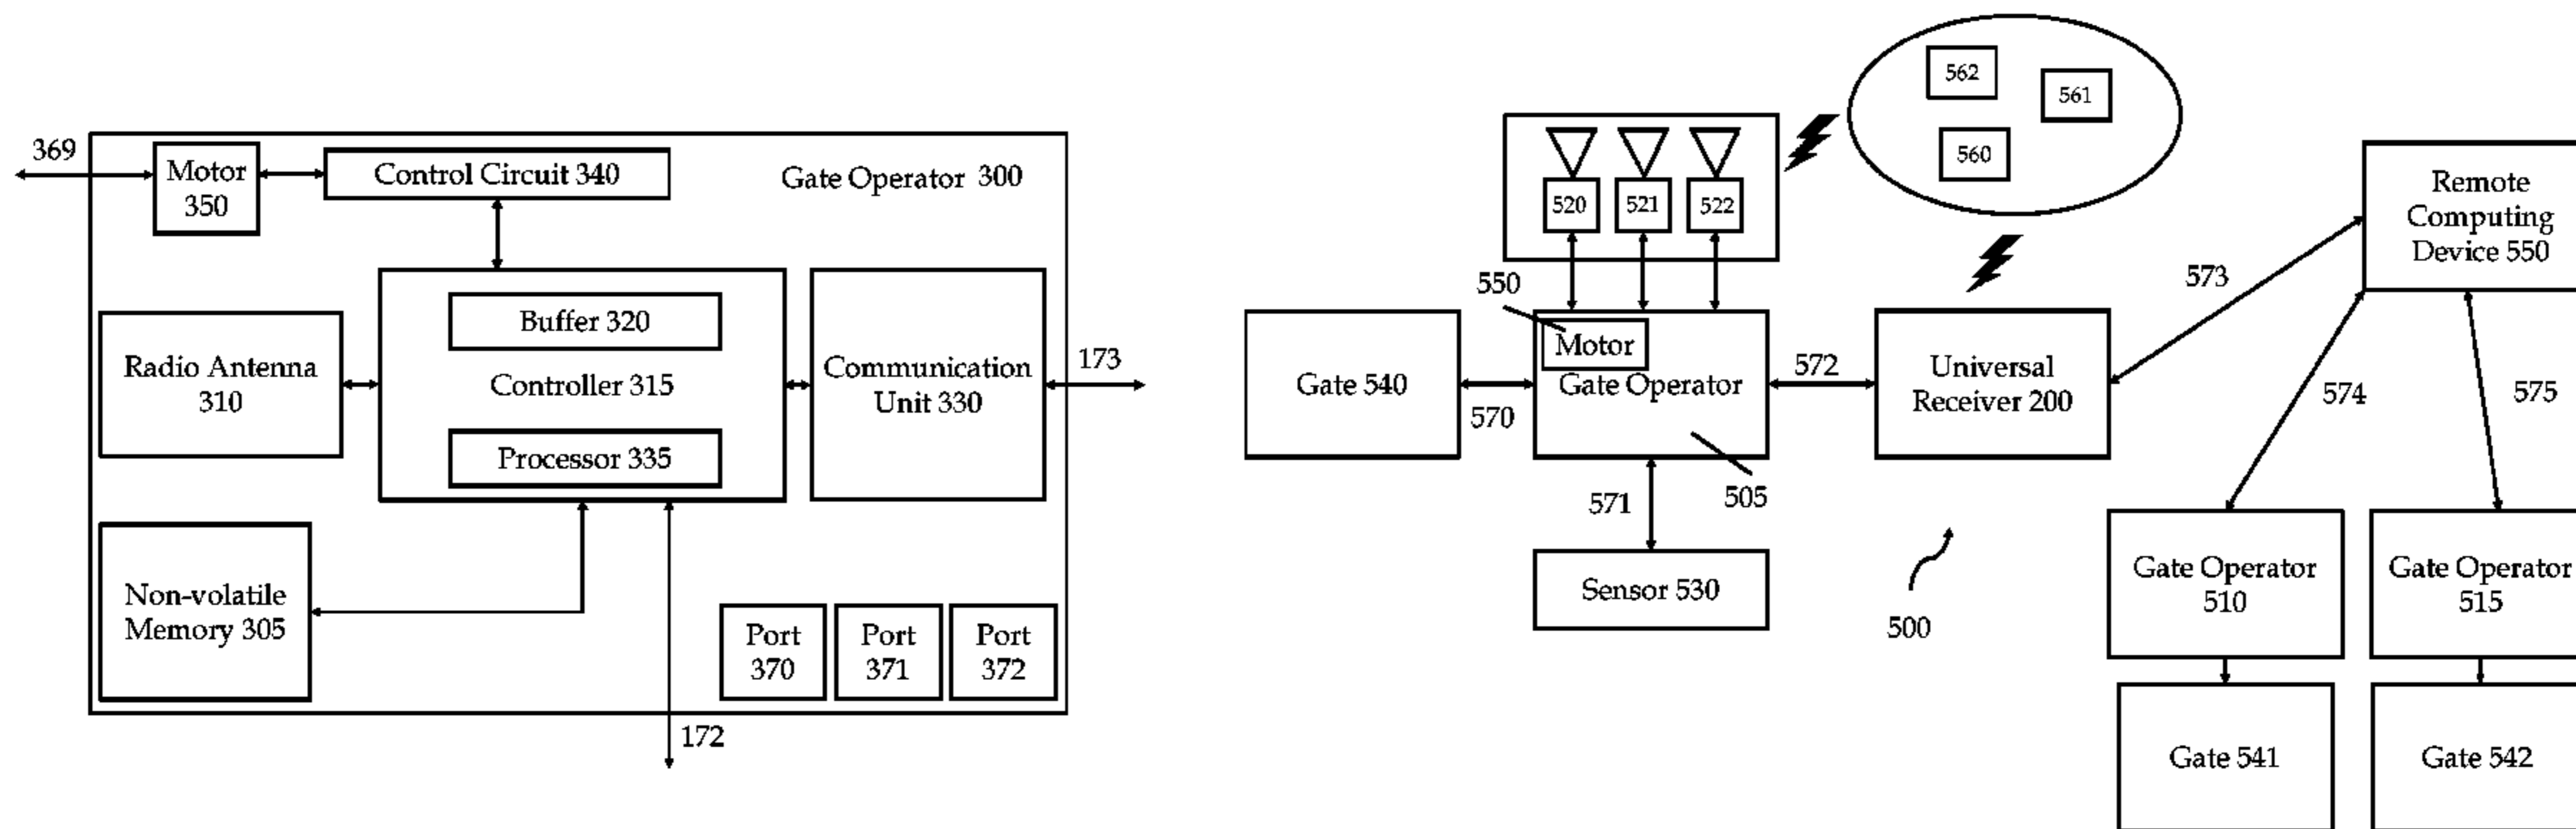 369
Motor
350
Control Circuit 340
Gate Operator 300
Radio Antenna
310
Buffer 320
Controller 315
Processor 335
Communication
Unit 330
173
Non-volatile
Memory 305
Port
370
Port
371
Port
372
172
562
561
560
520
521
522
550
Motor
Gate Operator
Gate 540
570
572
Universal
Receiver 200
573
Remote
Computing
Device 550
574
575
571
505
Sensor 530
500
Gate Operator
510
Gate Operator
515
Gate 541
Gate 542